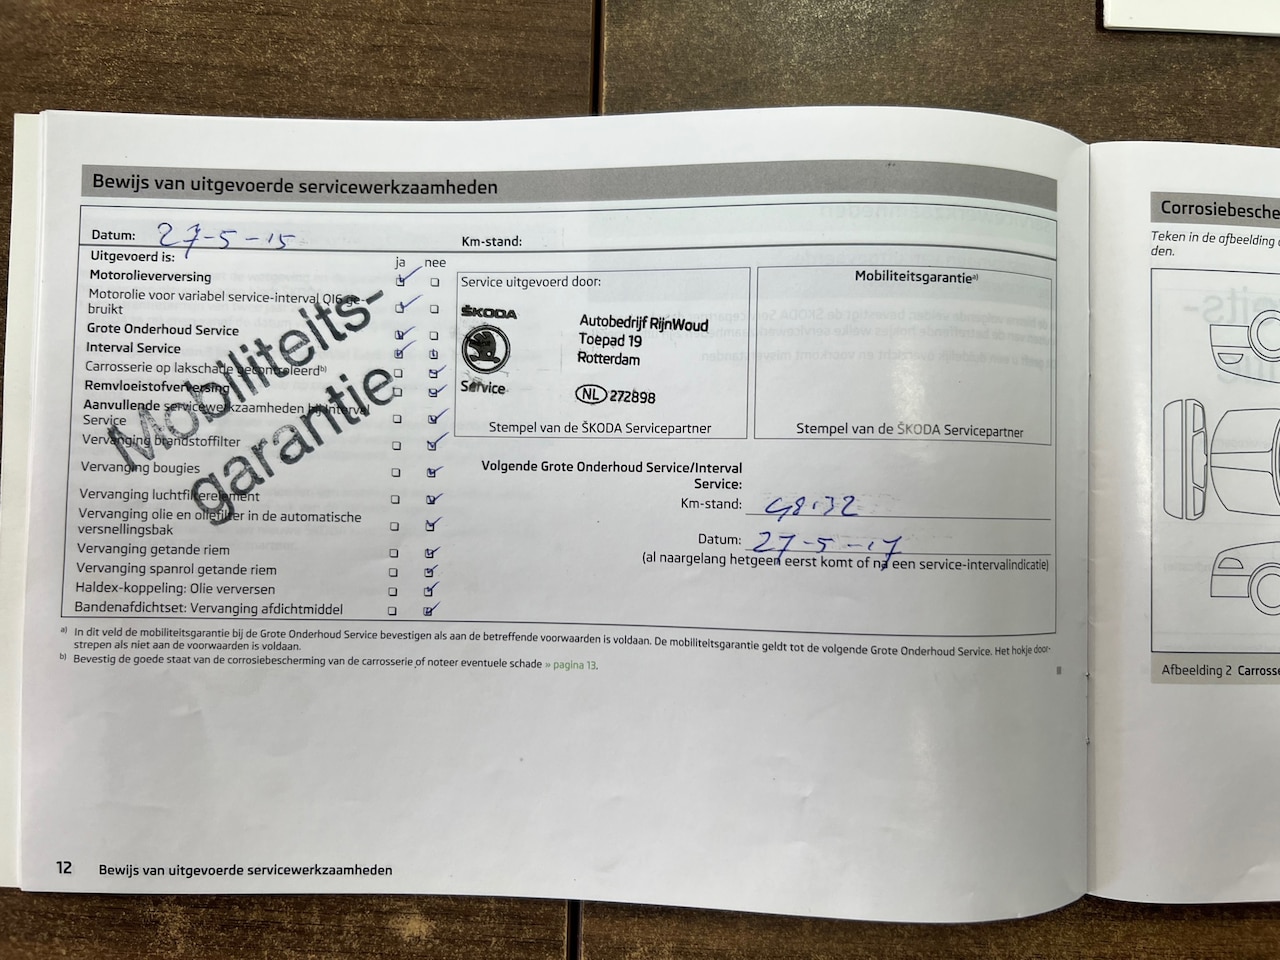 Bewijs van uitgevoerde servicewerkzaamheden
Datum: 27-5-15
Km-stand:
Uitgevoerd is:
ja nee
Motorolieverversing
Motorolie voor variabel service-interval QI6 ge-
bruikt
Grote Onderhoud Service
Interval Service
Carrosserie op lakschade gecontroleerd b)
Remvloeistofverversing
Aanvullende servicewerkzaamheden bij Interval
Service
Vervanging brandstoffilter
Vervanging bougies
Vervanging luchtfilterelement
Vervanging olie en oliefilter in de automatische
versnellingsbak
Vervanging getande riem
Vervanging spanrol getande riem
Haldex-koppeling: Olie verversen
Bandenafdichtset: Vervanging afdichtmiddel
Mobiliteits-
garantie
Service uitgevoerd door:
ŠKODA
Service
Autobedrijf RijnWoud
Toepad 19
Rotterdam
NL 272898
Stempel van de ŠKODA Servicepartner
Mobiliteitsgarantie a)
Stempel van de ŠKODA Servicepartner
Volgende Grote Onderhoud Service/Interval
Service:
Km-stand:
Datum: 27-5-17
(al naargelang hetgeen eerst komt of na een service-intervalindicatie)
a) In dit veld de mobiliteitsgarantie bij de Grote Onderhoud Service bevestigen als aan de betreffende voorwaarden is voldaan. De mobiliteitsgarantie geldt tot de volgende Grote Onderhoud Service. Het hokje door-
strepen als niet aan de voorwaarden is voldaan.
b) Bevestig de goede staat van de corrosiebescherming van de carrosserie of noteer eventuele schade » pagina 13.
12 Bewijs van uitgevoerde servicewerkzaamheden
Corrosiebesche
Teken in de afbeelding
den.
Afbeelding 2 Carrosse